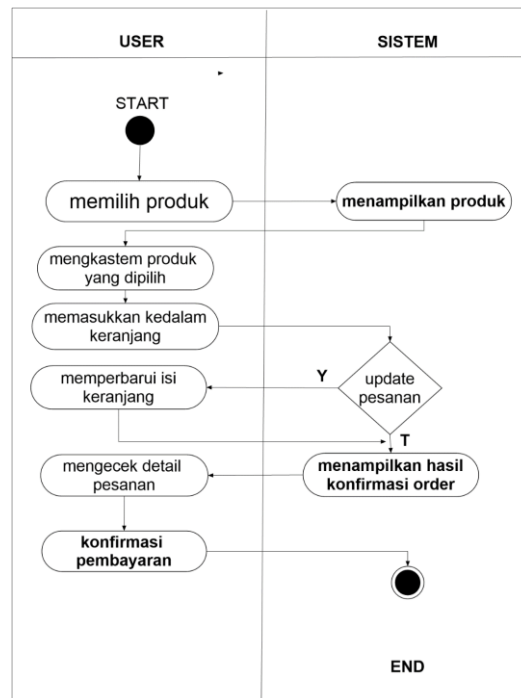 USER
SISTEM
START
memilih produk
menampilkan produk
mengkastem produk
yang dipilih
memasukkan kedalam
keranjang
memperbarui isi
keranjang
Y
update
pesanan
T
mengecek detail
pesanan
menampilkan hasil
konfirmasi order
konfirmasi
pembayaran
END